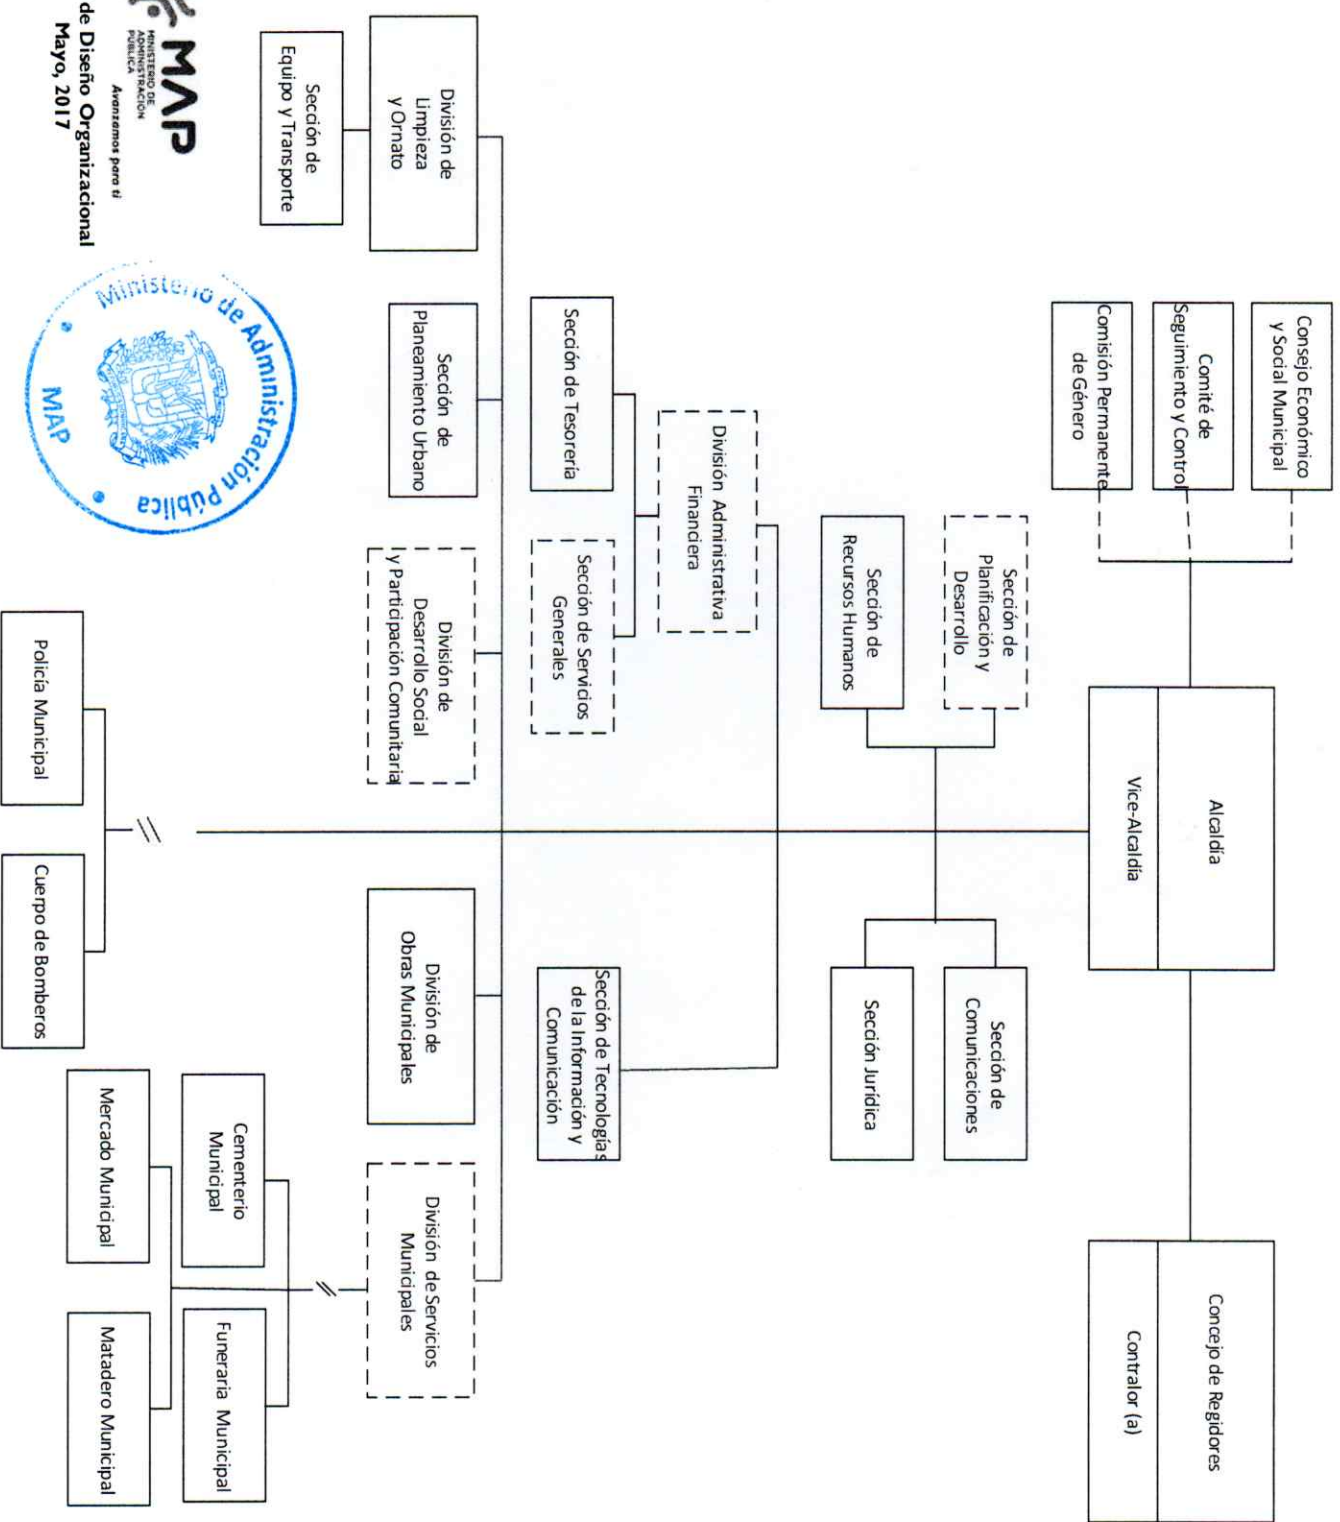 Consejo Económico
y Social Municipal
Comité de
Seguimiento y Control
Comisión Permanente
de Género
Alcaldía
Vice-Alcaldía
Concejo de Regidores
Contralor (a)
Sección de
Planificación y
Desarrollo
Sección de
Recursos Humanos
Sección de
Comunicaciones
Sección Jurídica
División Administrativa
Financiera
Sección de Tesorería
Sección de Servicios
Generales
Sección de Tecnologías
de la Información y
Comunicación
División de
Limpieza
y Ornato
Sección de
Equipo y Transporte
Sección de
Planeamiento Urbano
División de
Desarrollo Social
y Participación Comunitaria
División de
Obras Municipales
División de Servicios
Municipales
Cementerio
Municipal
Funeraria Municipal
Mercado Municipal
Matadero Municipal
Policía Municipal
Cuerpo de Bomberos
MAP
MINISTERIO DE
ADMINISTRACIÓN
PÚBLICA
Avanzamos para ti
de Diseño Organizacional
Mayo, 2017
Ministerio de Administración Pública
MAP